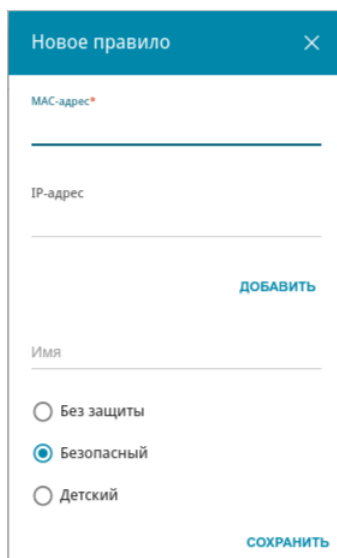 Новое правило
MAC-адрес*
IP-адрес
ДОБАВИТЬ
Имя
Без защиты
Безопасный
Детский
СОХРАНИТЬ